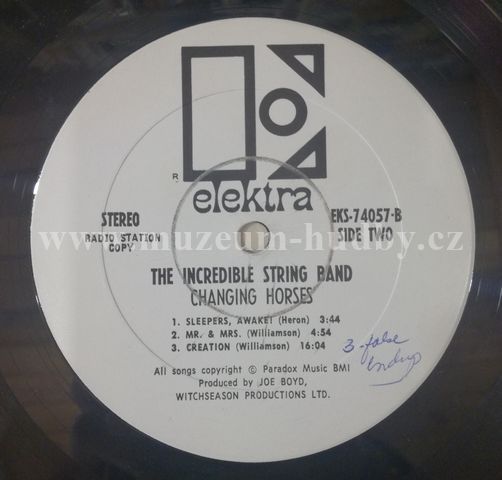 R
elektra
STEREO
RADIO STATION
COPY
EKS-74057-B
SIDE TWO
www.muzeum-hudby.cz
THE INCREDIBLE STRING BAND
CHANGING HORSES
1. SLEEPERS, AWAKE! (Heron) 3:44
2. MR. & MRS. (Williamson) 4:54
3. CREATION (Williamson) 16:04
3-false
endings
All songs copyright © Paradox Music BMI
Produced by JOE BOYD,
WITCHSEASON PRODUCTIONS LTD.